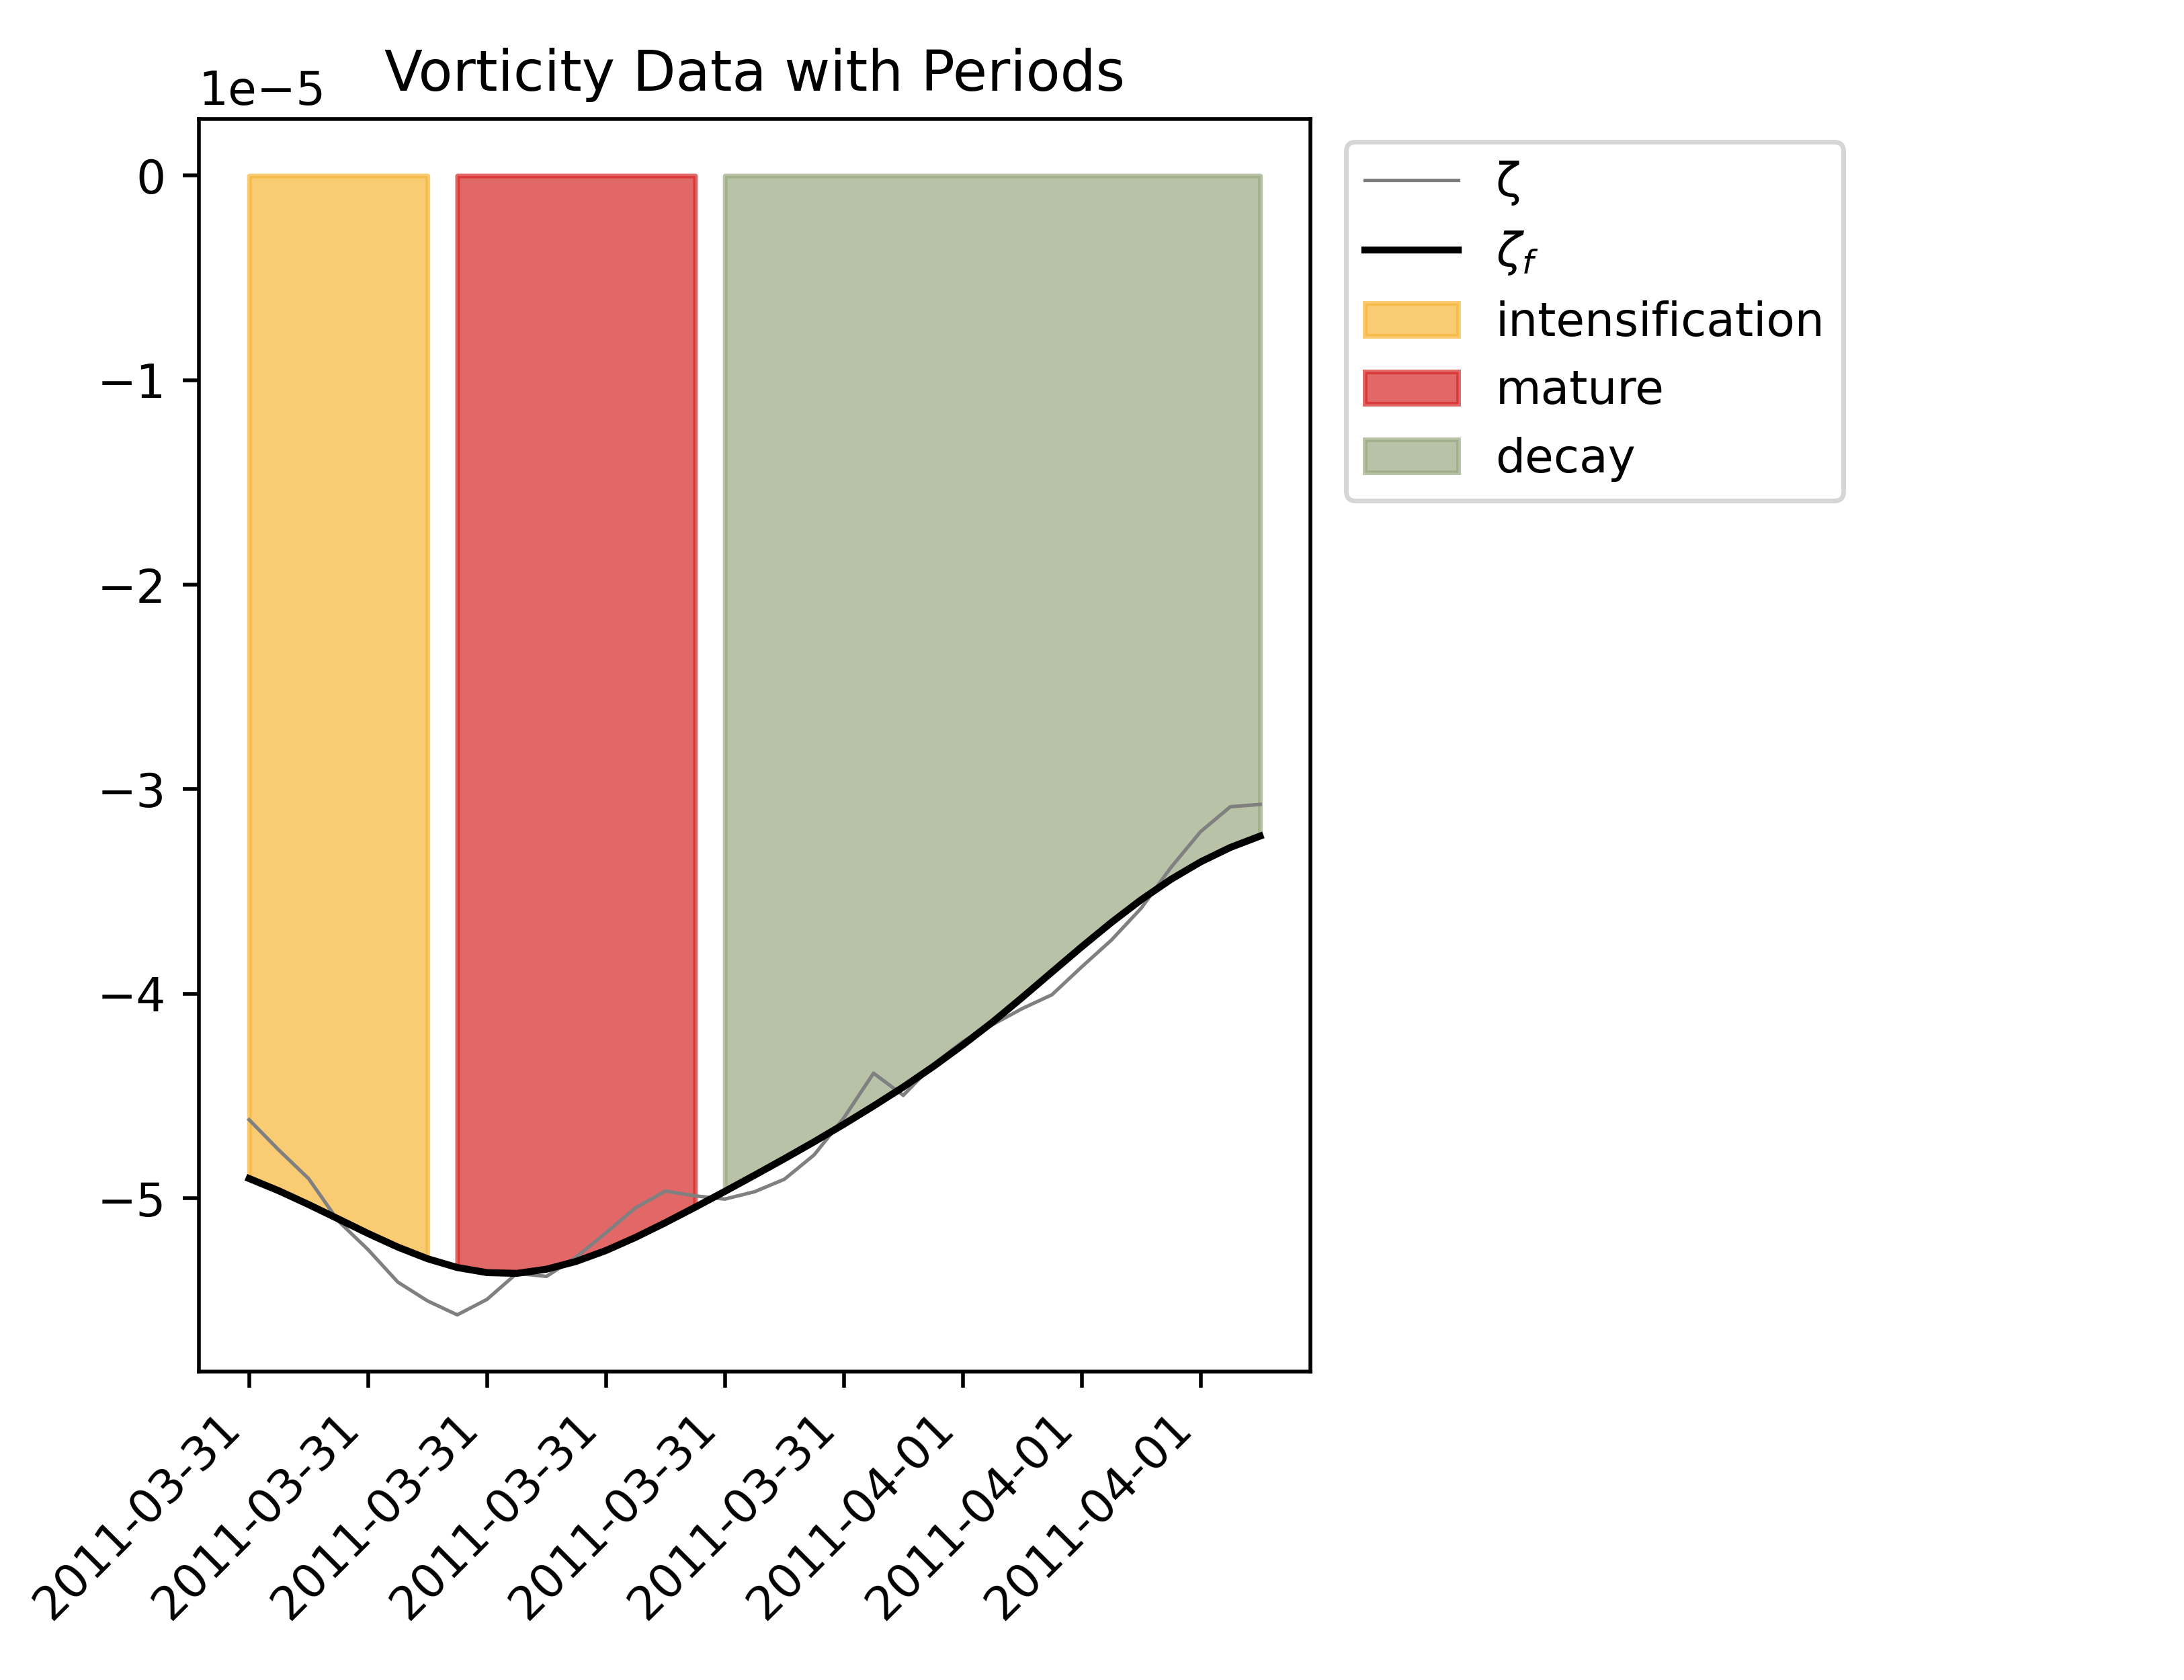 Vorticity Data with Periods
1e−5
0
−1
−2
−3
−4
−5
2011-03-31
2011-03-31
2011-03-31
2011-03-31
2011-03-31
2011-03-31
2011-04-01
2011-04-01
2011-04-01
ζ
ζf
intensification
mature
decay